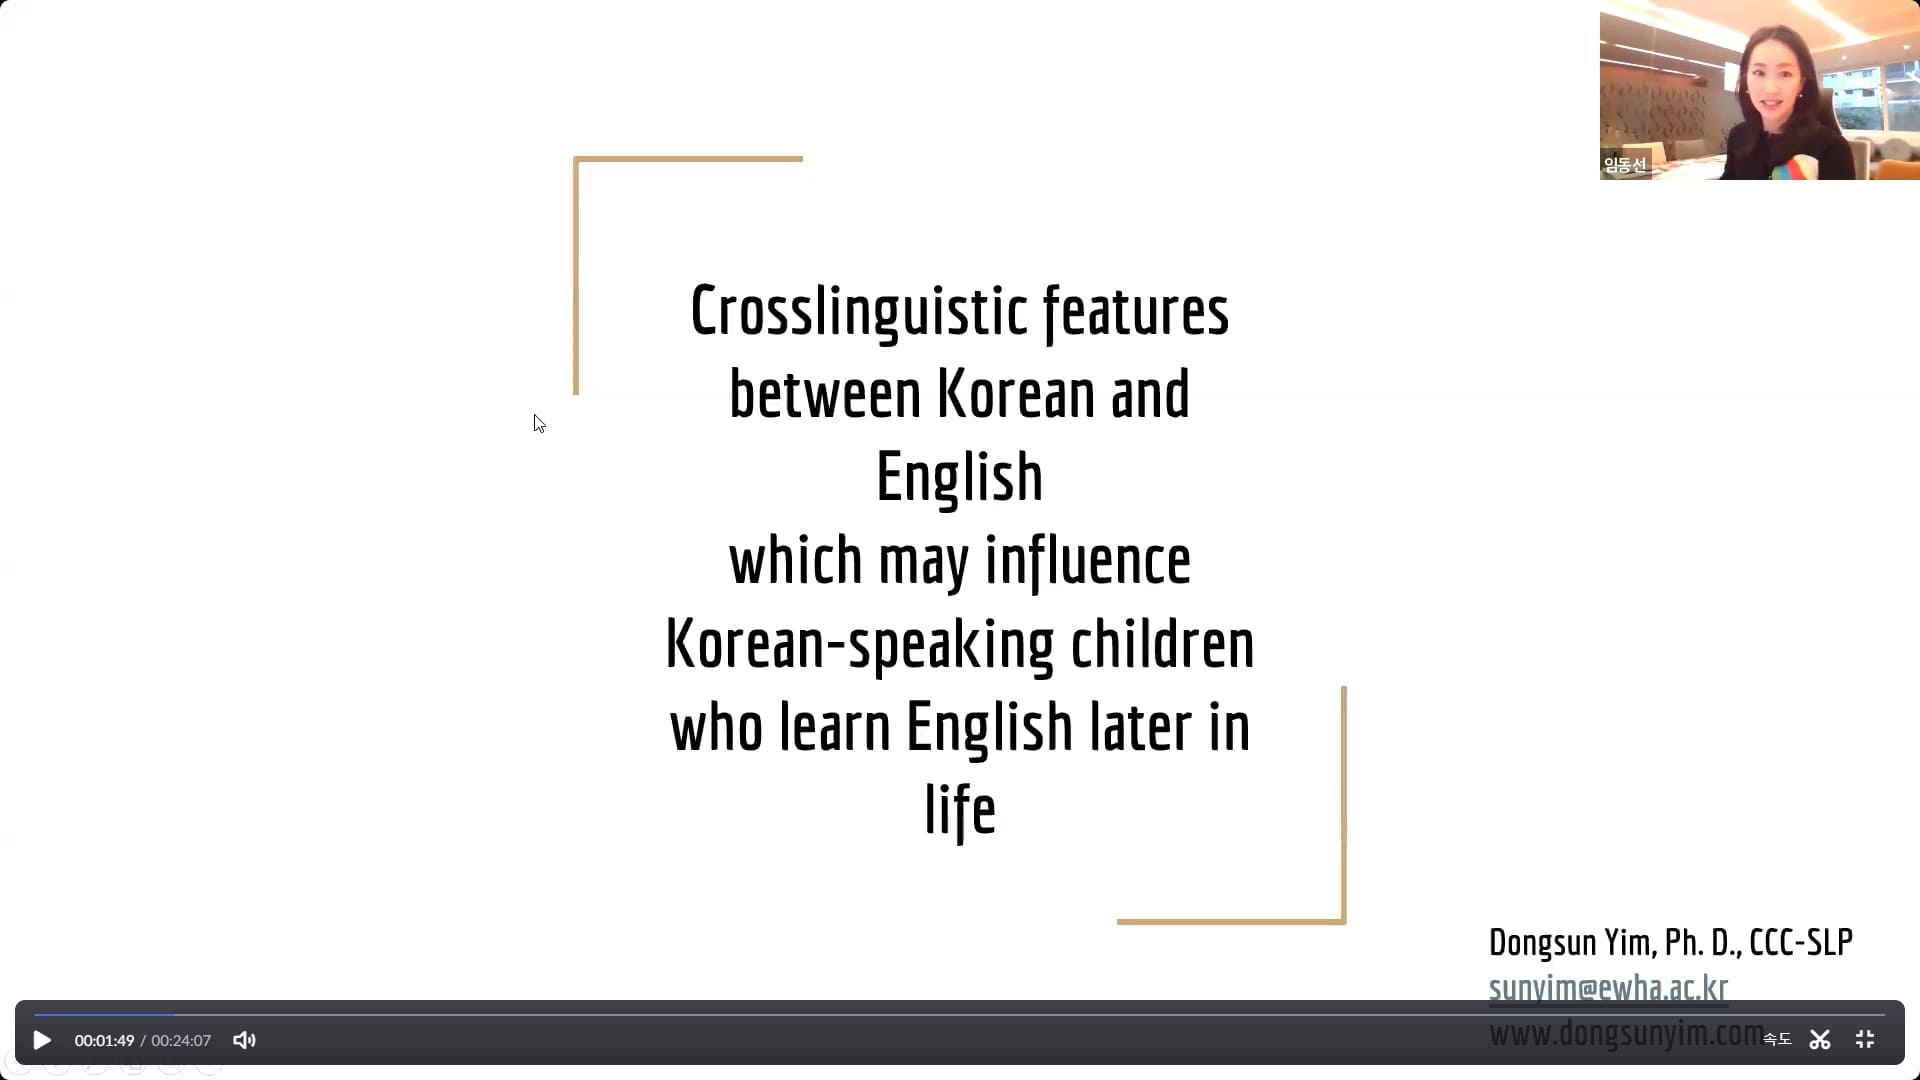 임동선
Crosslinguistic features
between Korean and
English
which may influence
Korean-speaking children
who learn English later in
life
Dongsun Yim, Ph. D., CCC-SLP
sunyim@ewha.ac.kr
www.dongsunyim.com
00:01:49 / 00:24:07
속도